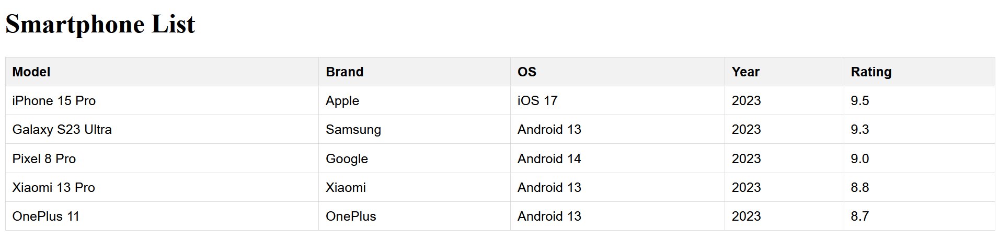 Smartphone List
Model Brand OS Year Rating
iPhone 15 Pro Apple iOS 17 2023 9.5
Galaxy S23 Ultra Samsung Android 13 2023 9.3
Pixel 8 Pro Google Android 14 2023 9.0
Xiaomi 13 Pro Xiaomi Android 13 2023 8.8
OnePlus 11 OnePlus Android 13 2023 8.7